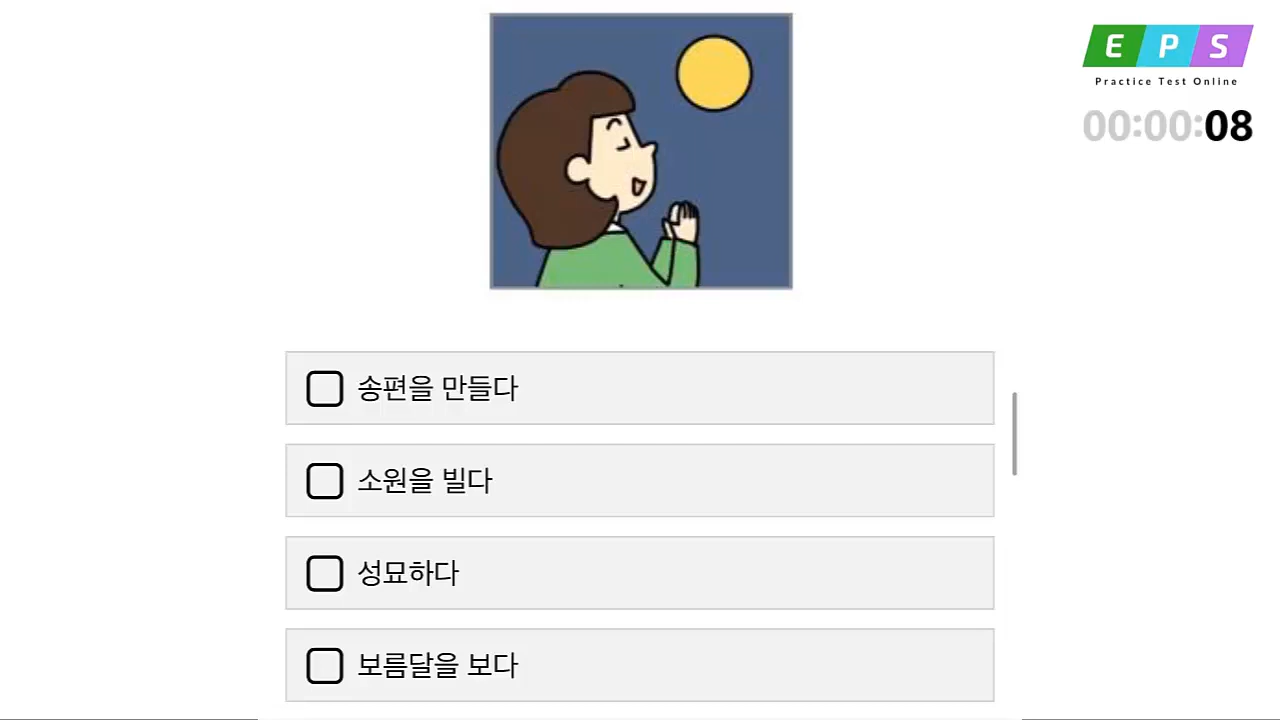 E P S
Practice Test Online
00:00:08
송편을 만들다
소원을 빌다
성묘하다
보름달을 보다